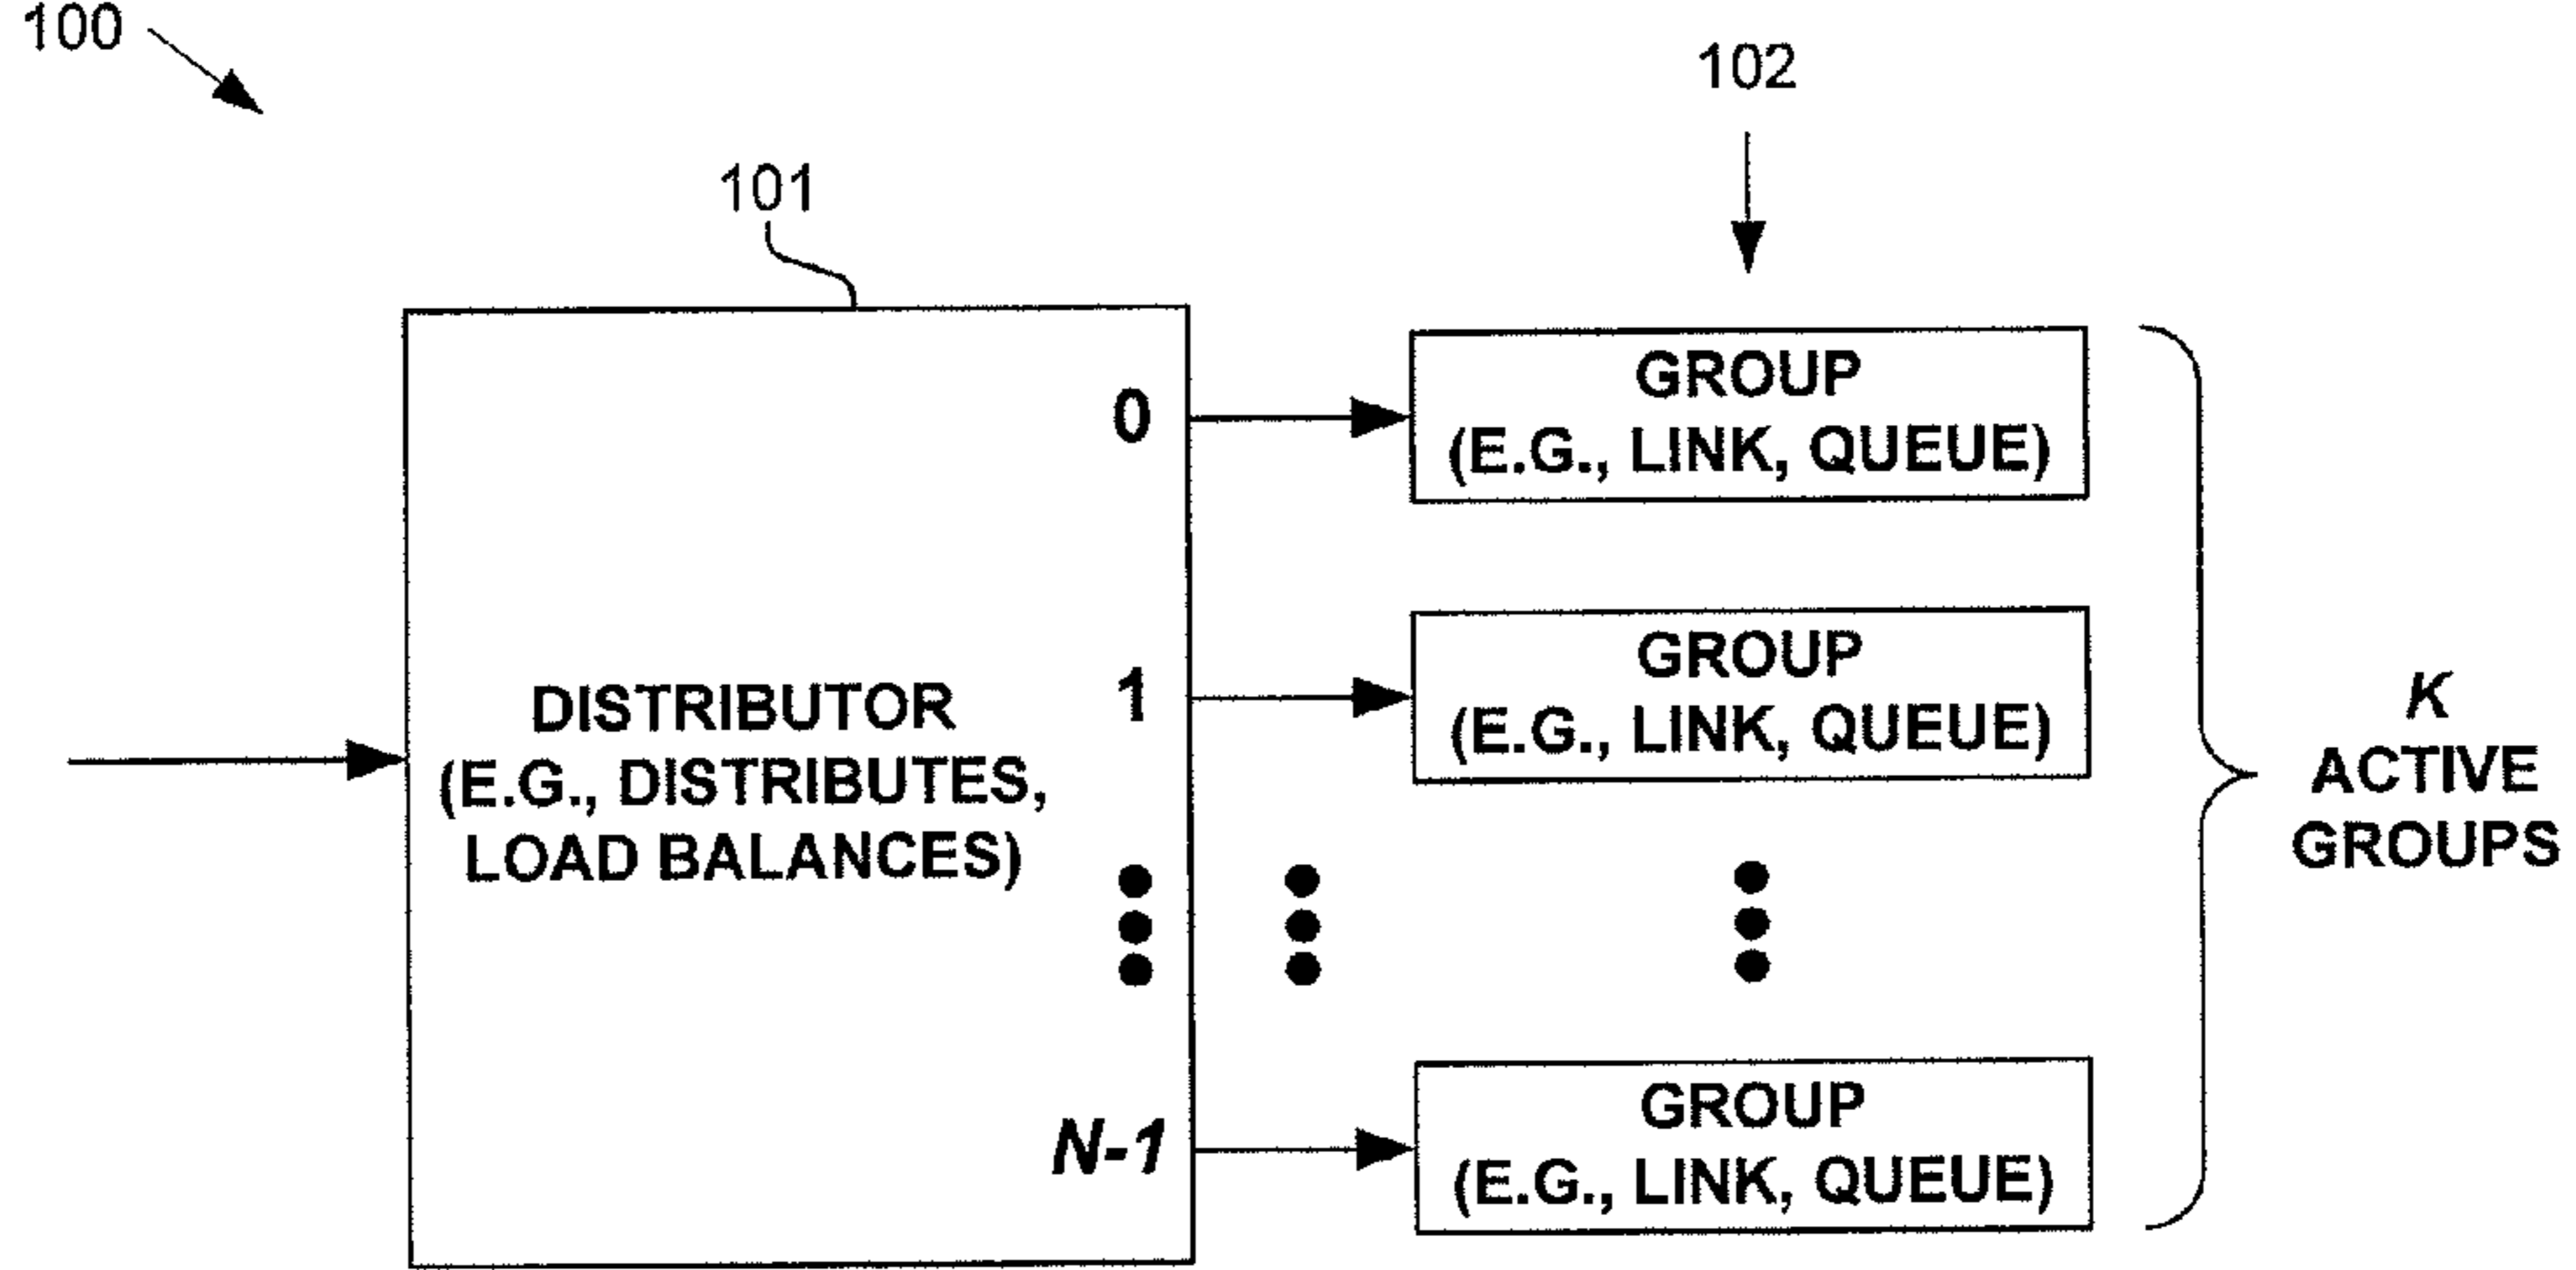 100
102
101
0
GROUP
(E.G., LINK, QUEUE)
1
GROUP
(E.G., LINK, QUEUE)
DISTRIBUTOR
(E.G., DISTRIBUTES,
LOAD BALANCES)
K
ACTIVE
GROUPS
N-1
GROUP
(E.G., LINK, QUEUE)